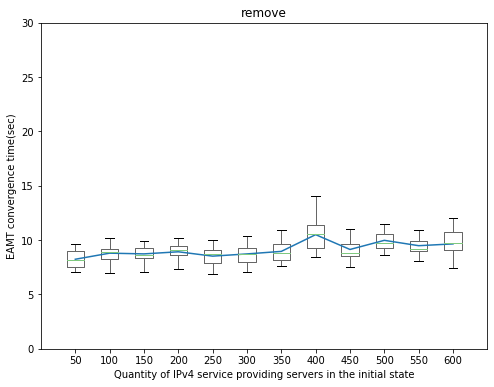 remove
30
25
20
15
10
5
0
EAMT convergence time(sec)
50 100 150 200 250 300 350 400 450 500 550 600
Quantity of IPv4 service providing servers in the initial state